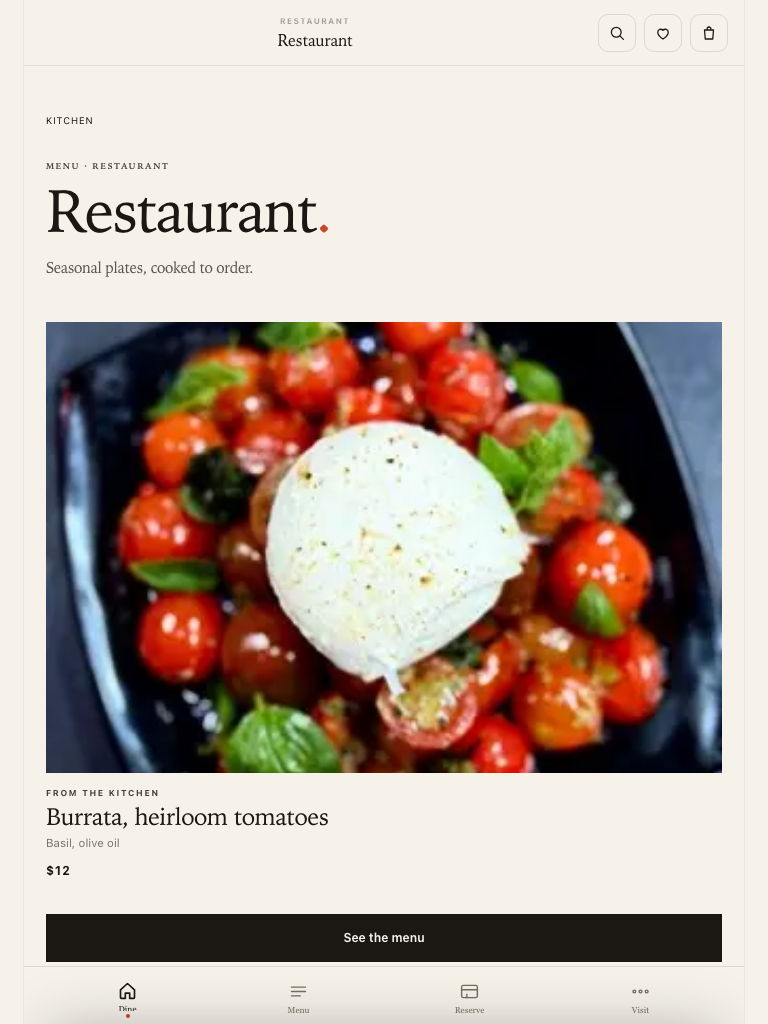 RESTAURANT
Restaurant
KITCHEN
MENU · RESTAURANT
Restaurant.
Seasonal plates, cooked to order.
FROM THE KITCHEN
Burrata, heirloom tomatoes
Basil, olive oil
$12
See the menu
Dine
Menu
Reserve
Visit